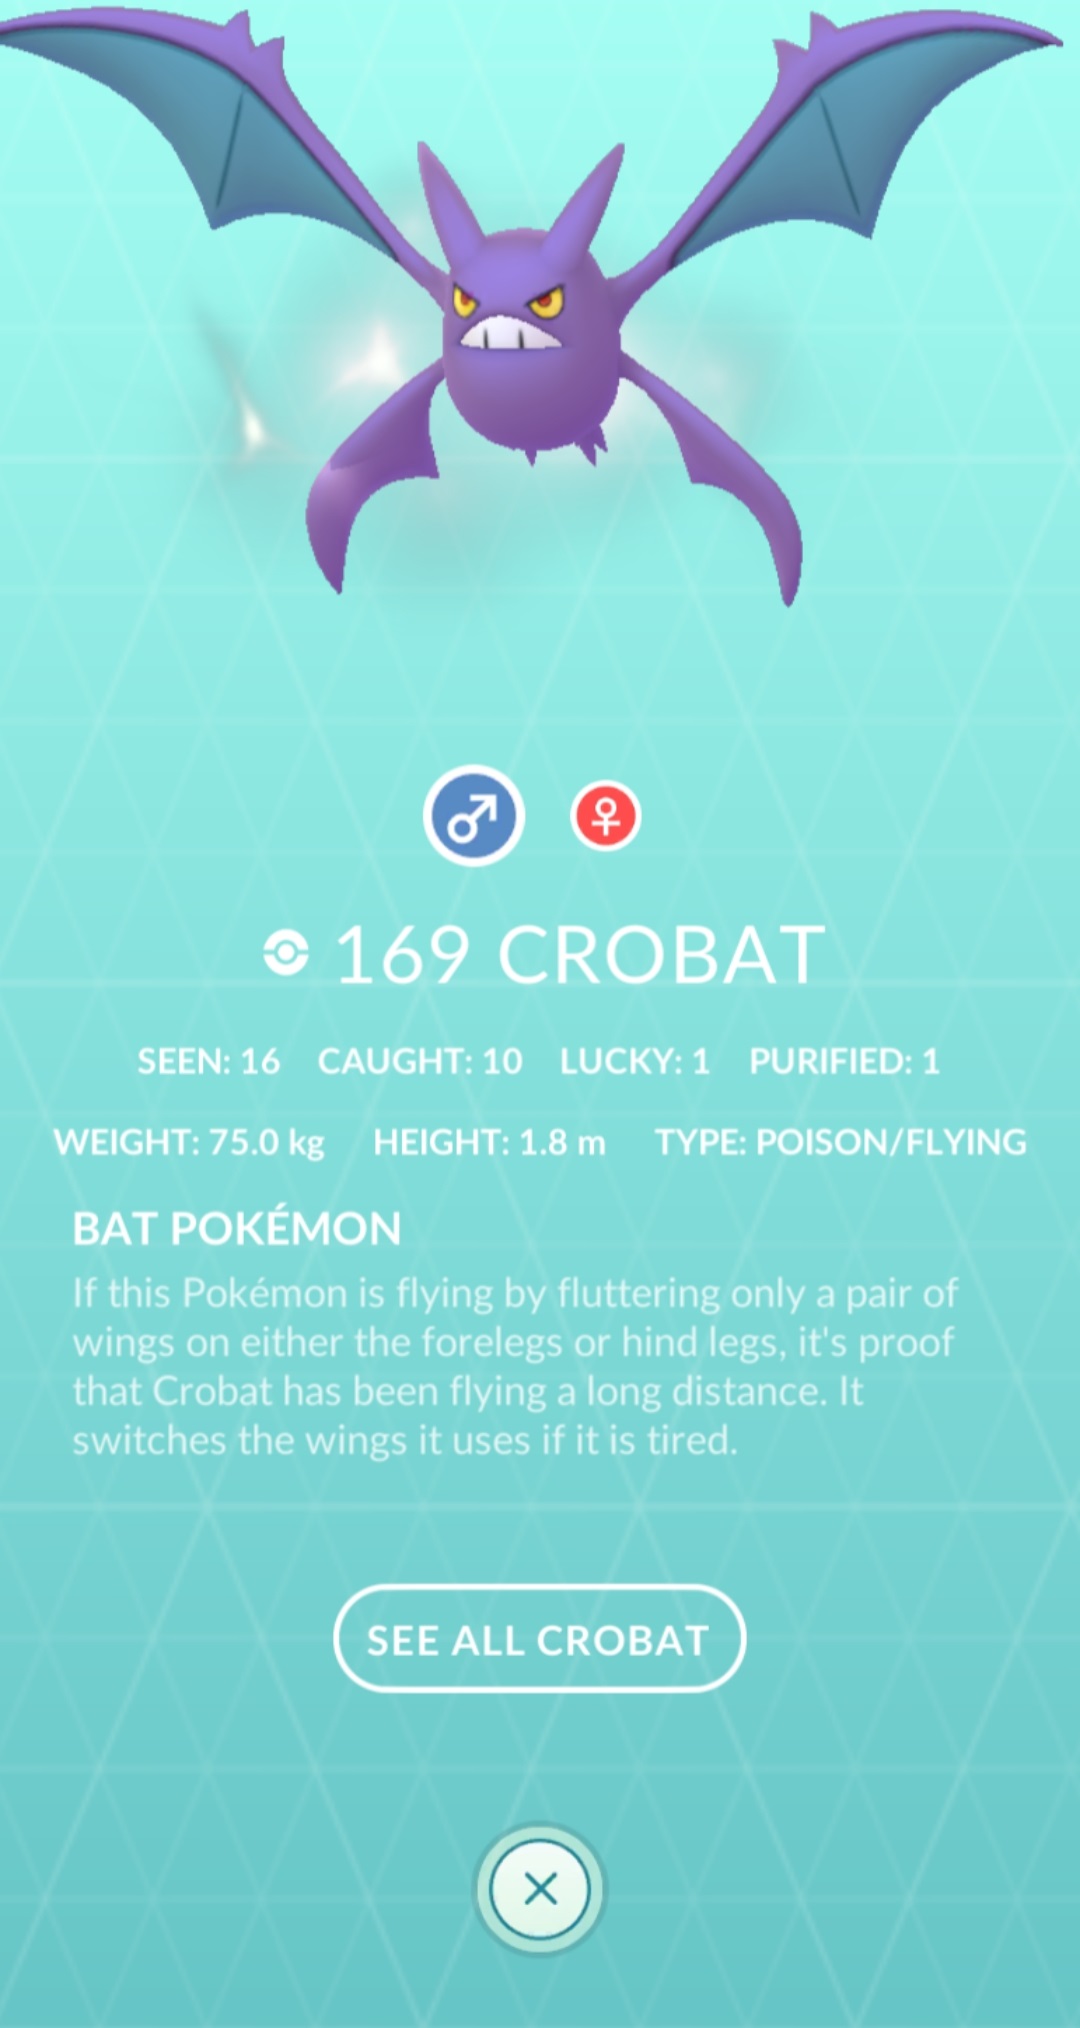 169 CROBAT
SEEN: 16 CAUGHT: 10 LUCKY: 1 PURIFIED: 1
WEIGHT: 75.0 kg HEIGHT: 1.8 m TYPE: POISON/FLYING
BAT POKÉMON
If this Pokémon is flying by fluttering only a pair of
wings on either the forelegs or hind legs, it's proof
that Crobat has been flying a long distance. It
switches the wings it uses if it is tired.
SEE ALL CROBAT